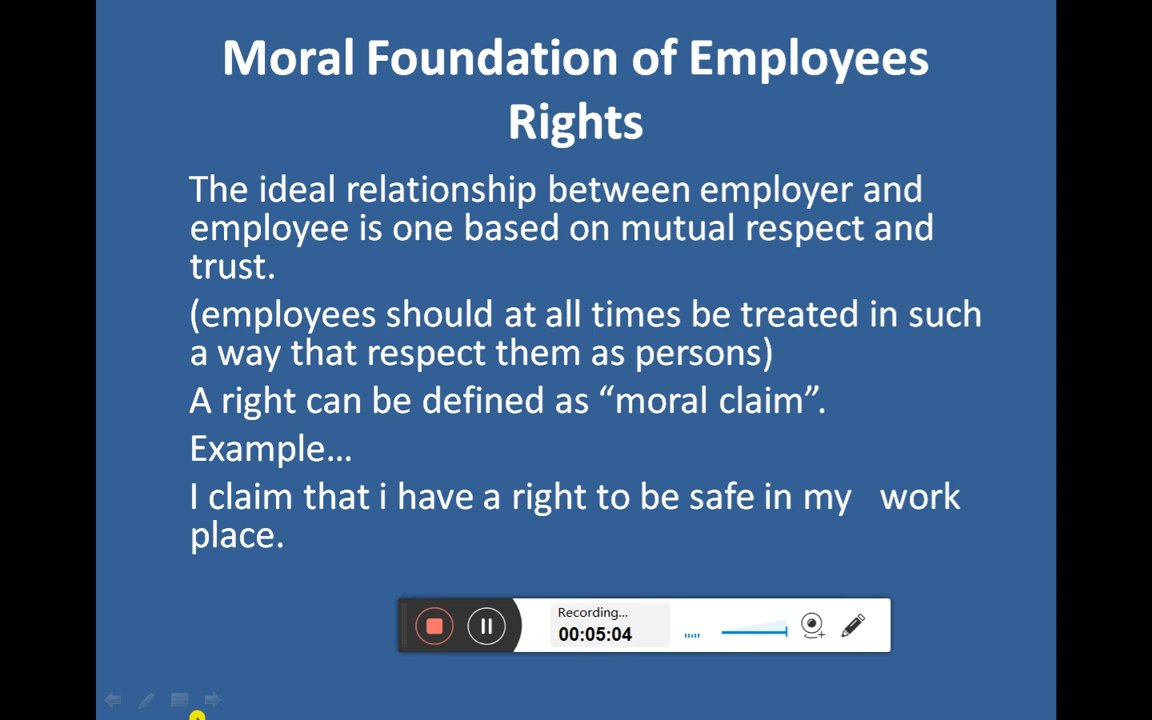 Moral Foundation of Employees
Rights
The ideal relationship between employer and
employee is one based on mutual respect and
trust.
(employees should at all times be treated in such
a way that respect them as persons)
A right can be defined as “moral claim”.
Example…
I claim that i have a right to be safe in my   work
place.
Recording...
00:05:04